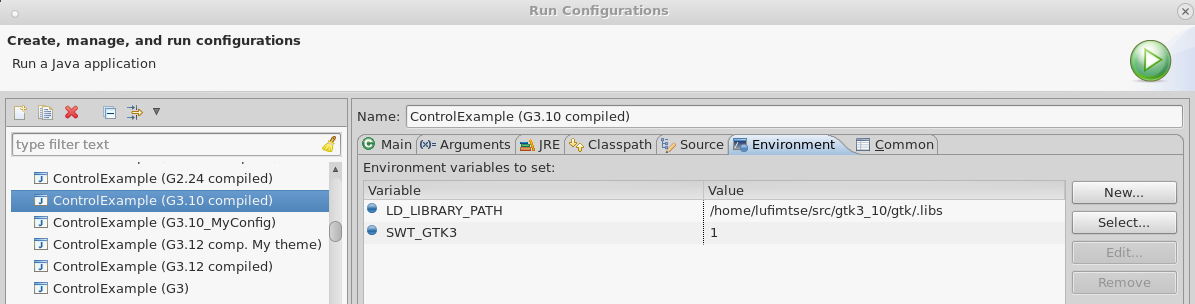 Run Configurations
Create, manage, and run configurations
Run a Java application
type filter text
ControlExample (G2.24 compiled)
ControlExample (G3.10 compiled)
ControlExample (G3.10_MyConfig)
ControlExample (G3.12 comp. My theme)
ControlExample (G3.12 compiled)
ControlExample (G3)
Name: ControlExample (G3.10 compiled)
Main (x)= Arguments JRE Classpath Source Environment Common
Environment variables to set:
Variable Value
LD_LIBRARY_PATH /home/lufimtse/src/gtk3_10/gtk/.libs
SWT_GTK3 1
New...
Select...
Edit...
Remove